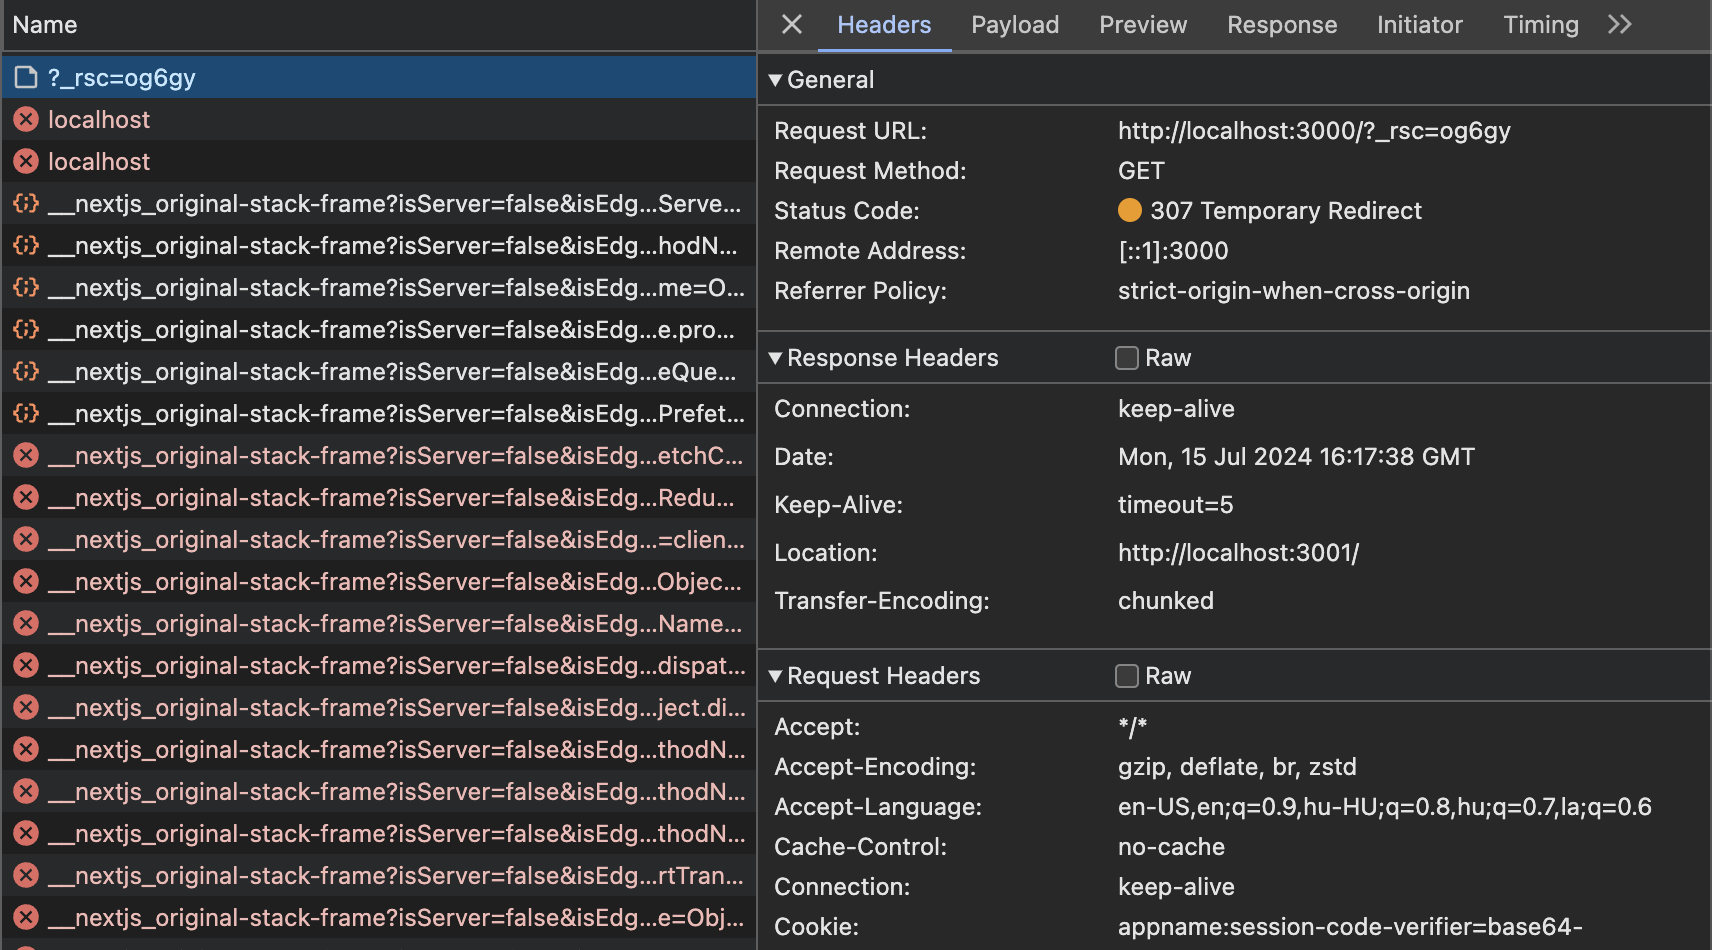 Name
?_rsc=og6gy
localhost
localhost
__nextjs_original-stack-frame?isServer=false&isEdg...Serve...
__nextjs_original-stack-frame?isServer=false&isEdg...hodN...
__nextjs_original-stack-frame?isServer=false&isEdg...me=O...
__nextjs_original-stack-frame?isServer=false&isEdg...e.pro...
__nextjs_original-stack-frame?isServer=false&isEdg...eQue...
__nextjs_original-stack-frame?isServer=false&isEdg...Prefet...
__nextjs_original-stack-frame?isServer=false&isEdg...etchC...
__nextjs_original-stack-frame?isServer=false&isEdg...Redu...
__nextjs_original-stack-frame?isServer=false&isEdg...=clien...
__nextjs_original-stack-frame?isServer=false&isEdg...Objec...
__nextjs_original-stack-frame?isServer=false&isEdg...Name...
__nextjs_original-stack-frame?isServer=false&isEdg...dispat...
__nextjs_original-stack-frame?isServer=false&isEdg...ject.di...
__nextjs_original-stack-frame?isServer=false&isEdg...thodN...
__nextjs_original-stack-frame?isServer=false&isEdg...thodN...
__nextjs_original-stack-frame?isServer=false&isEdg...thodN...
__nextjs_original-stack-frame?isServer=false&isEdg...rtTran...
__nextjs_original-stack-frame?isServer=false&isEdg...e=Obj...
Headers Payload Preview Response Initiator Timing
General
Request URL: http://localhost:3000/?_rsc=og6gy
Request Method: GET
Status Code: 307 Temporary Redirect
Remote Address: [::1]:3000
Referrer Policy: strict-origin-when-cross-origin
Response Headers Raw
Connection: keep-alive
Date: Mon, 15 Jul 2024 16:17:38 GMT
Keep-Alive: timeout=5
Location: http://localhost:3001/
Transfer-Encoding: chunked
Request Headers Raw
Accept: */*
Accept-Encoding: gzip, deflate, br, zstd
Accept-Language: en-US,en;q=0.9,hu-HU;q=0.8,hu;q=0.7,la;q=0.6
Cache-Control: no-cache
Connection: keep-alive
Cookie: appname:session-code-verifier=base64-